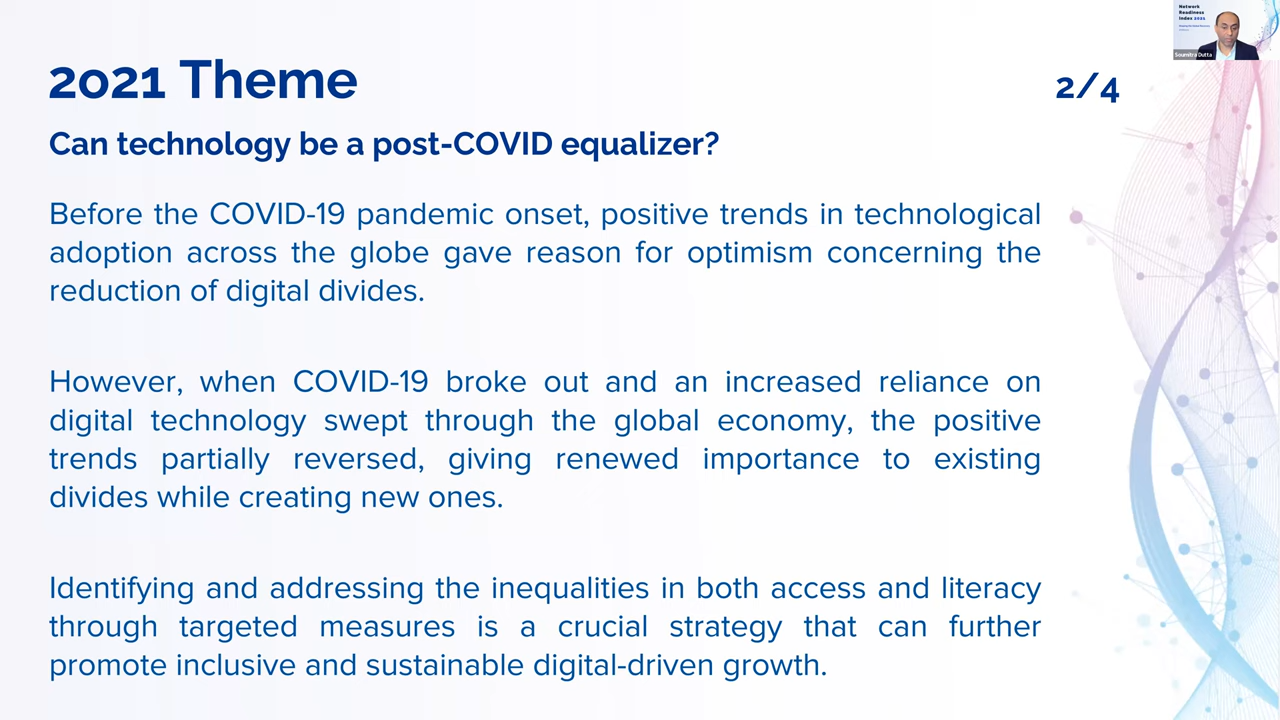 Network
Readiness
Index 2021
Soumitra Dutta
2021 Theme
2/4
Can technology be a post-COVID equalizer?
Before the COVID-19 pandemic onset, positive trends in technological
adoption across the globe gave reason for optimism concerning the
reduction of digital divides.
However, when COVID-19 broke out and an increased reliance on
digital technology swept through the global economy, the positive
trends partially reversed, giving renewed importance to existing
divides while creating new ones.
Identifying and addressing the inequalities in both access and literacy
through targeted measures is a crucial strategy that can further
promote inclusive and sustainable digital-driven growth.